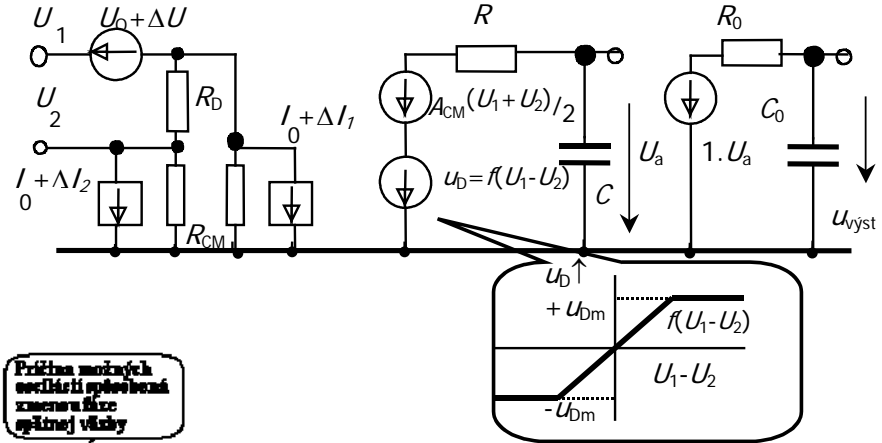 U1 U0+ΔU
U2
RD
I0+ΔI1
I0+ΔI2
RCM
R
ACM(U1+U2)/2
uD=f(U1-U2)
C
Ua
R0
1.Ua
C0
uvýst
uD↑
+uDm
f(U1-U2)
U1-U2
-uDm
Príčina možných
oscilácií spôsobená
zmenou fáze
spätnej väzby